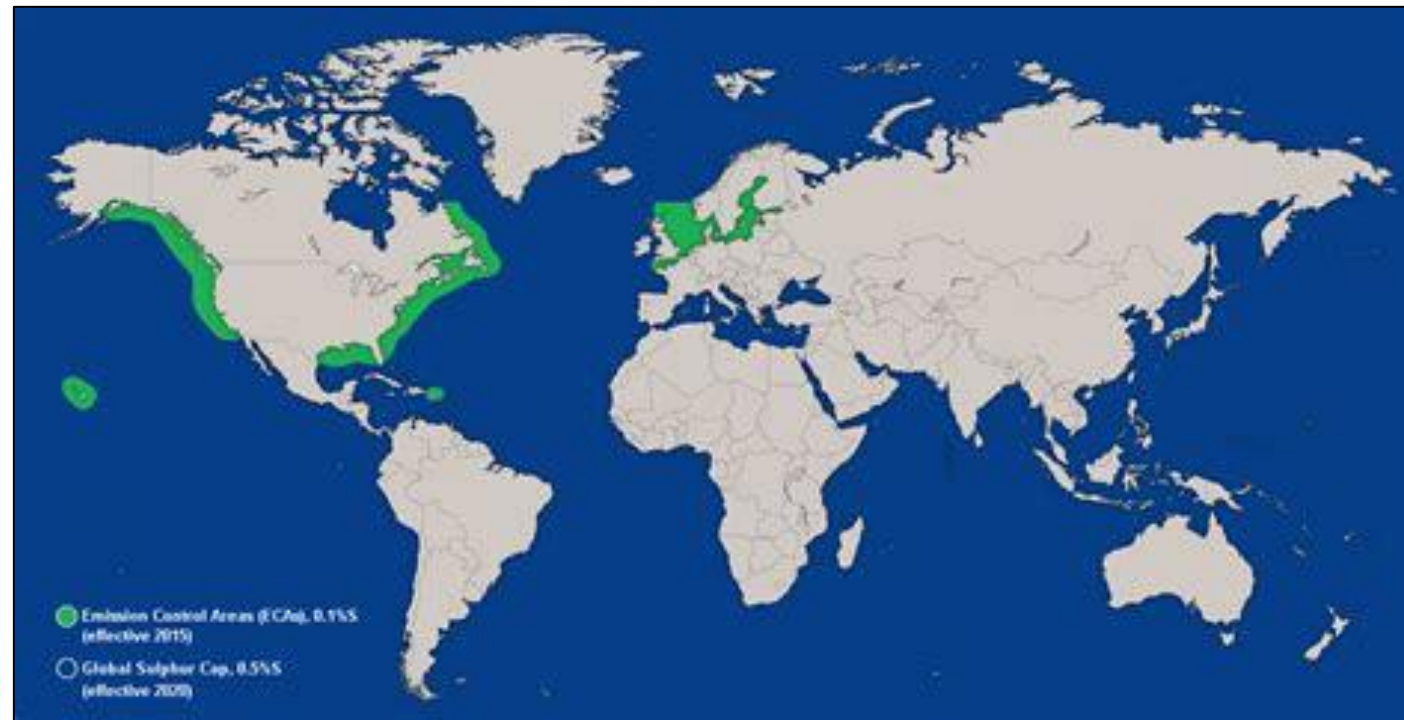 Emission Control Areas (ECAs), 0.1%S
(effective 2015)
Global Sulphur Cap, 0.5%S
(effective 2020)